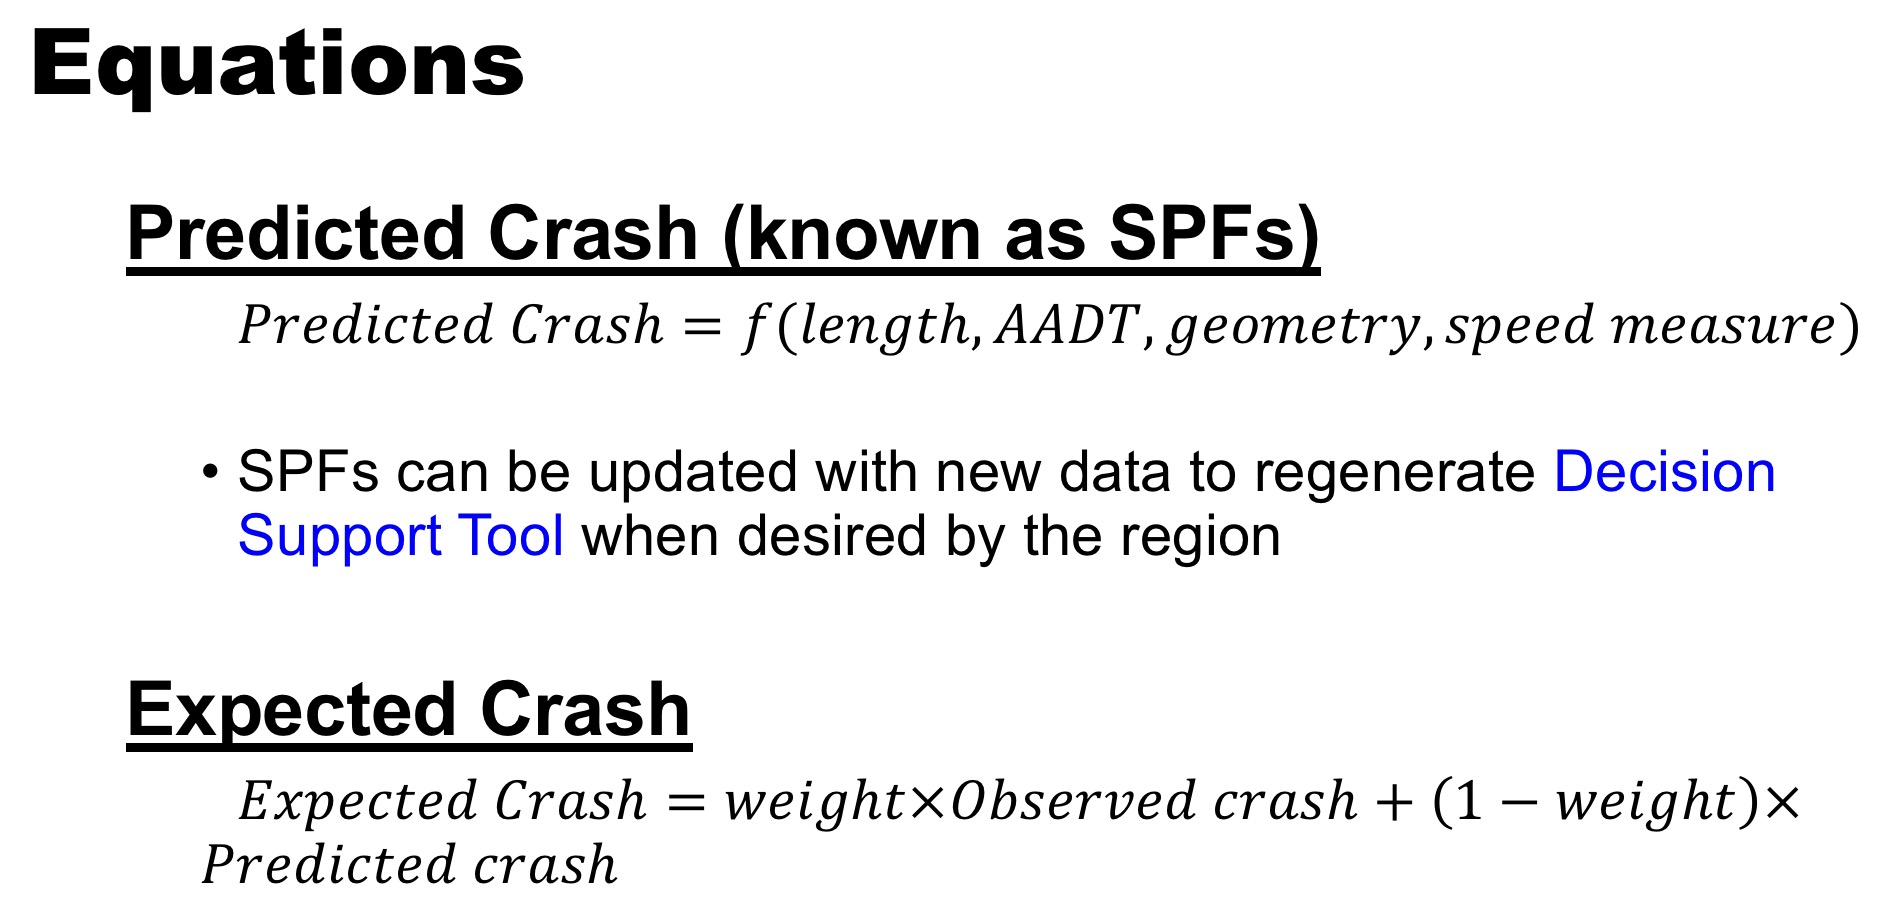 Equations
Predicted Crash (known as SPFs)
Predicted Crash = f(length, AADT, geometry, speed measure)
• SPFs can be updated with new data to regenerate Decision
Support Tool when desired by the region
Expected Crash
Expected Crash = weight×Observed crash + (1 − weight)×
Predicted crash